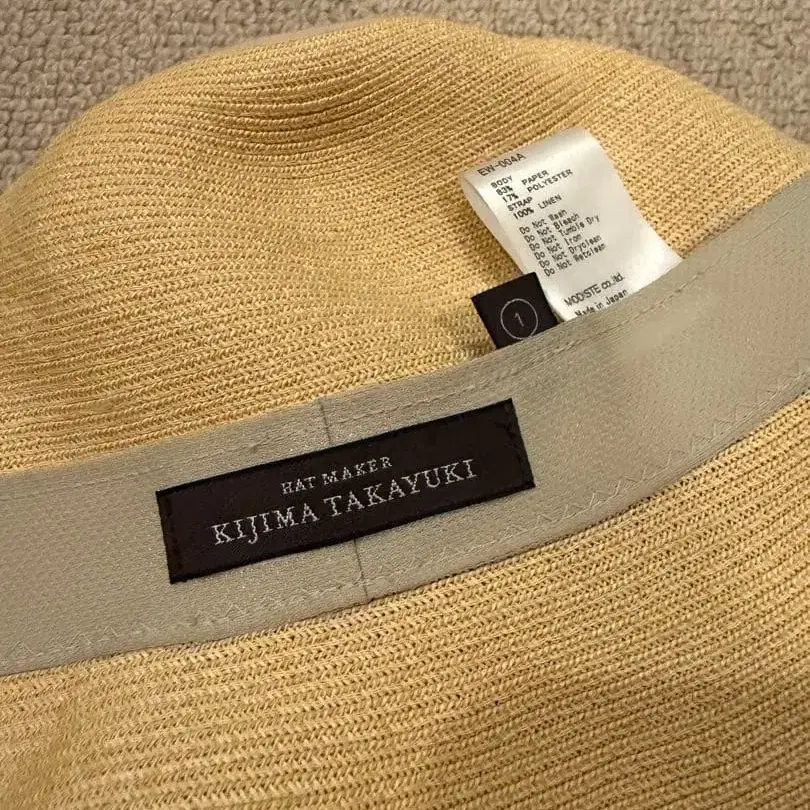 EW-004A
BODY
83% PAPER
17% POLYESTER
STRAP
100% LINEN
Do Not Wash
Do Not Bleach
Do Not Tumble Dry
Do Not Iron
Do Not Dryclean
Do Not Wetclean
MODISTE co.,ltd.
Made in Japan
1
HAT MAKER
KIJIMA TAKAYUKI